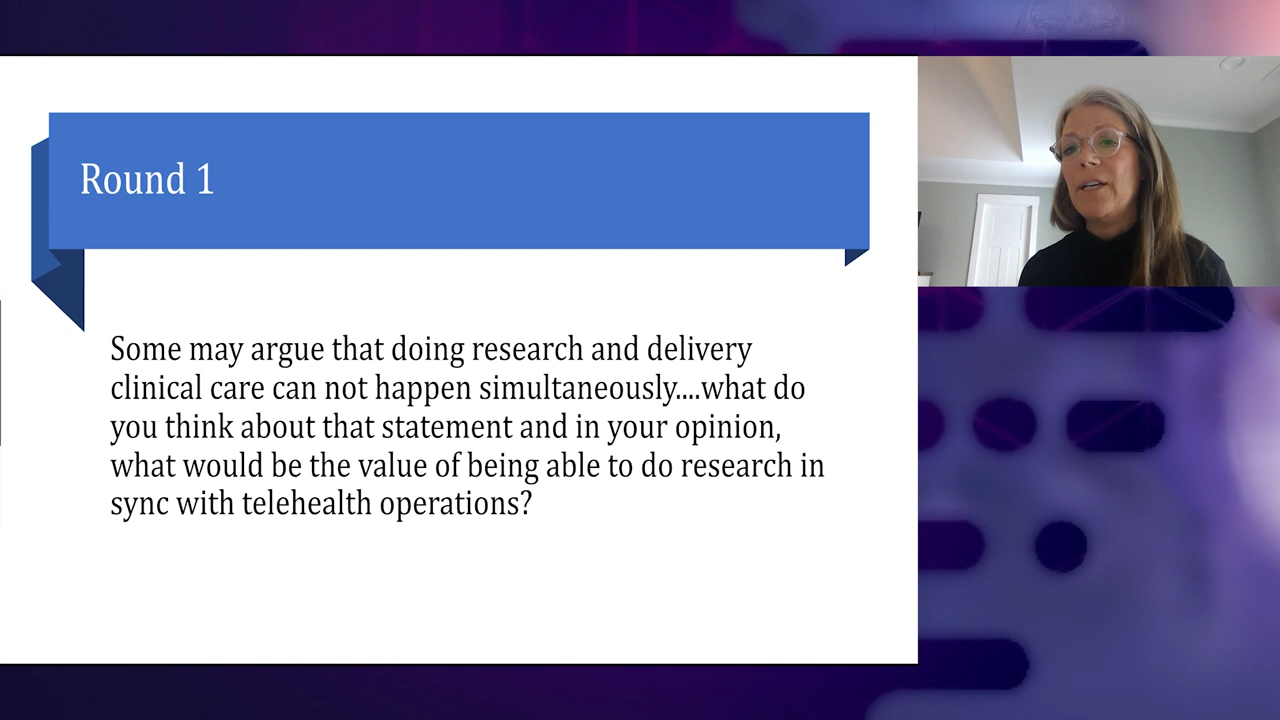 Round 1
Some may argue that doing research and delivery
clinical care can not happen simultaneously....what do
you think about that statement and in your opinion,
what would be the value of being able to do research in
sync with telehealth operations?